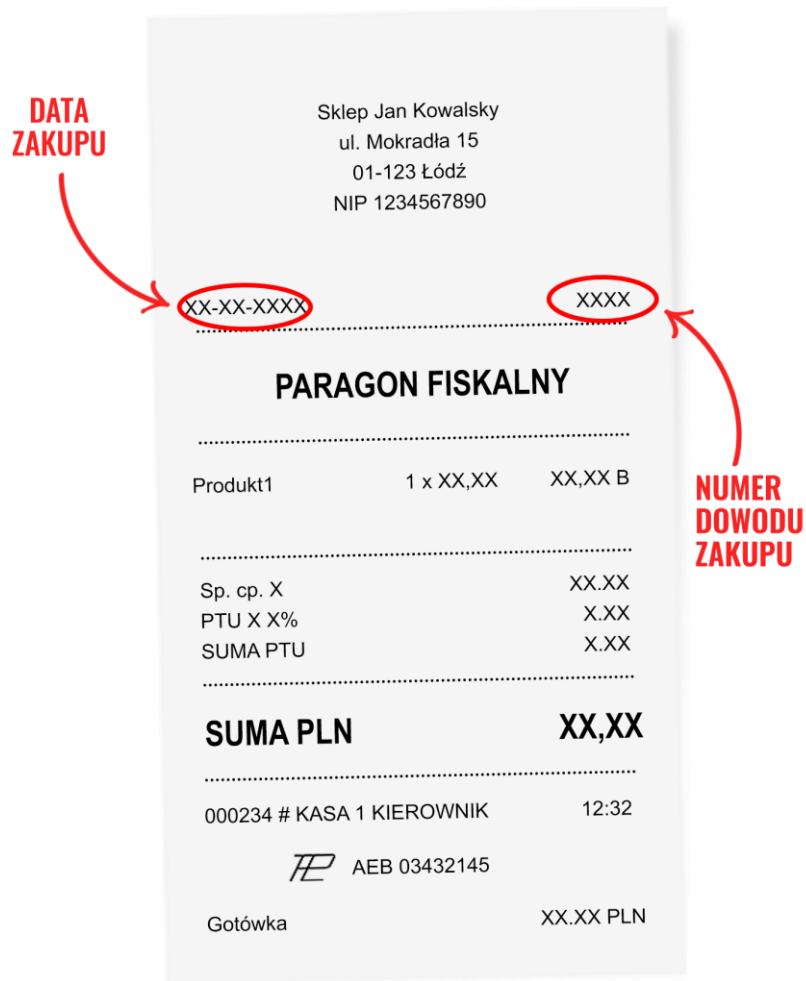 DATA
ZAKUPU
Sklep Jan Kowalsky
ul. Mokradła 15
01-123 Łódź
NIP 1234567890
XX-XX-XXXX XXXX
PARAGON FISKALNY
Produkt1 1 x XX,XX XX,XX B
NUMER
DOWODU
ZAKUPU
Sp. cp. X XX.XX
PTU X X% X.XX
SUMA PTU X.XX
SUMA PLN XX,XX
000234 # KASA 1 KIEROWNIK 12:32
AEB 03432145
Gotówka XX.XX PLN